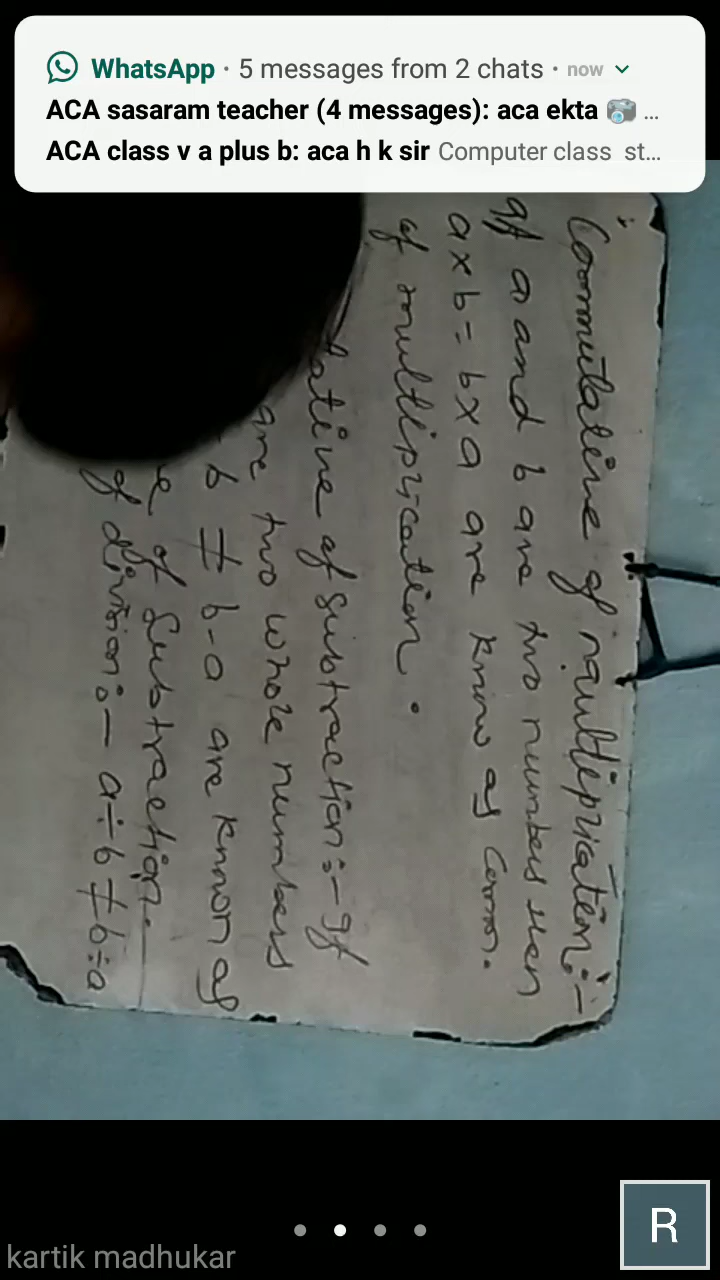 WhatsApp · 5 messages from 2 chats · now
ACA sasaram teacher (4 messages): aca ekta 📷 ...
ACA class v a plus b: aca h k sir Computer class st...
Commutative of multiplication:-
If a and b are two numbers then
a x b = b x a are know as Comm.
of multiplication.
lative of subtraction:- If
are two whole numbers
b ≠ b-a are known as
e of Subtraction.
of division:- a÷b ≠ b÷a
R
kartik madhukar